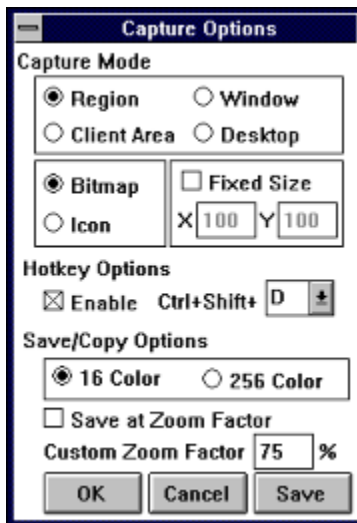 Capture Options
Capture Mode
Region Window
Client Area Desktop
Bitmap Fixed Size
Icon X 100 Y 100
Hotkey Options
Enable Ctrl+Shift+ D
Save/Copy Options
16 Color 256 Color
Save at Zoom Factor
Custom Zoom Factor 75 %
OK Cancel Save